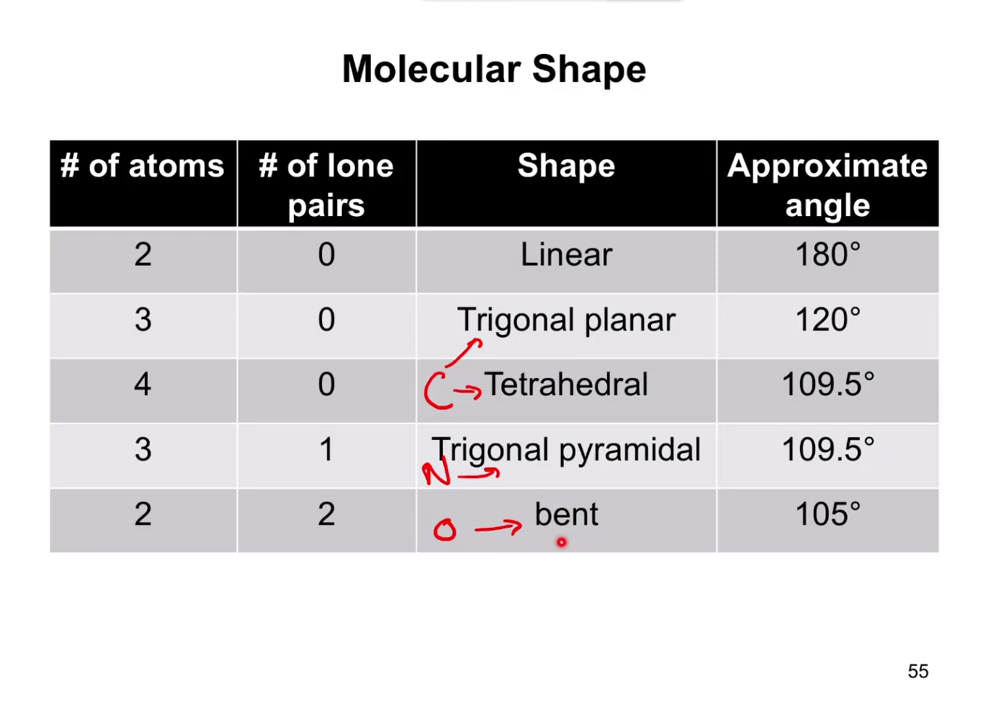 Molecular Shape
# of atoms # of lone pairs Shape Approximate angle
2 0 Linear 180°
3 0 Trigonal planar 120°
4 0 C Tetrahedral 109.5°
3 1 Trigonal pyramidal 109.5°
N
2 2 O bent 105°
55